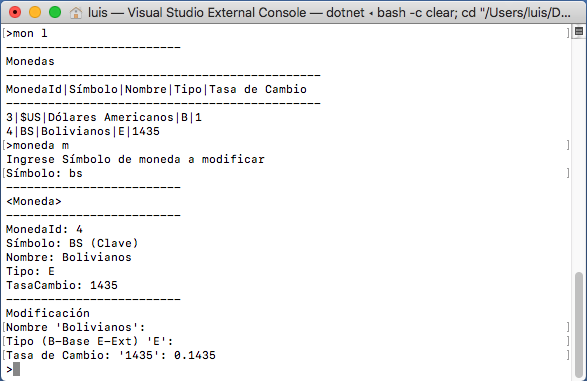 luis — Visual Studio External Console — dotnet ◂ bash -c clear; cd "/Users/luis/D...
[>mon l ]
-------------------------
Monedas
---------------------------------------------
MonedaId|Símbolo|Nombre|Tipo|Tasa de Cambio
---------------------------------------------
3|$US|Dólares Americanos|B|1
4|BS|Bolivianos|E|1435
[>moneda m ]
Ingrese Símbolo de moneda a modificar
[Símbolo: bs ]
-------------------------
<Moneda>
-------------------------
MonedaId: 4
Símbolo: BS (Clave)
Nombre: Bolivianos
Tipo: E
TasaCambio: 1435
-------------------------
Modificación
[Nombre 'Bolivianos': ]
[Tipo (B-Base E-Ext) 'E': ]
[Tasa de Cambio: '1435': 0.1435 ]
>